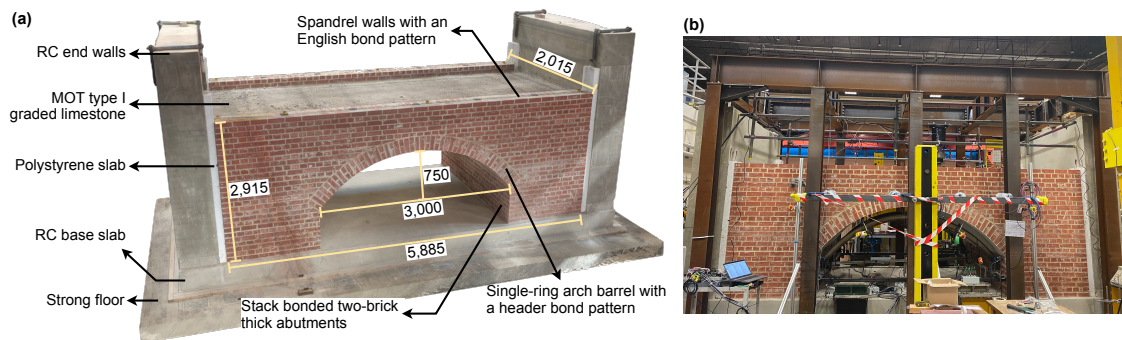 (a)
Spandrel walls with an
English bond pattern
RC end walls
2,015
MOT type I
graded limestone
Polystyrene slab
2,915
750
3,000
5,885
RC base slab
Strong floor
Stack bonded two-brick
thick abutments
Single-ring arch barrel with
a header bond pattern
(b)